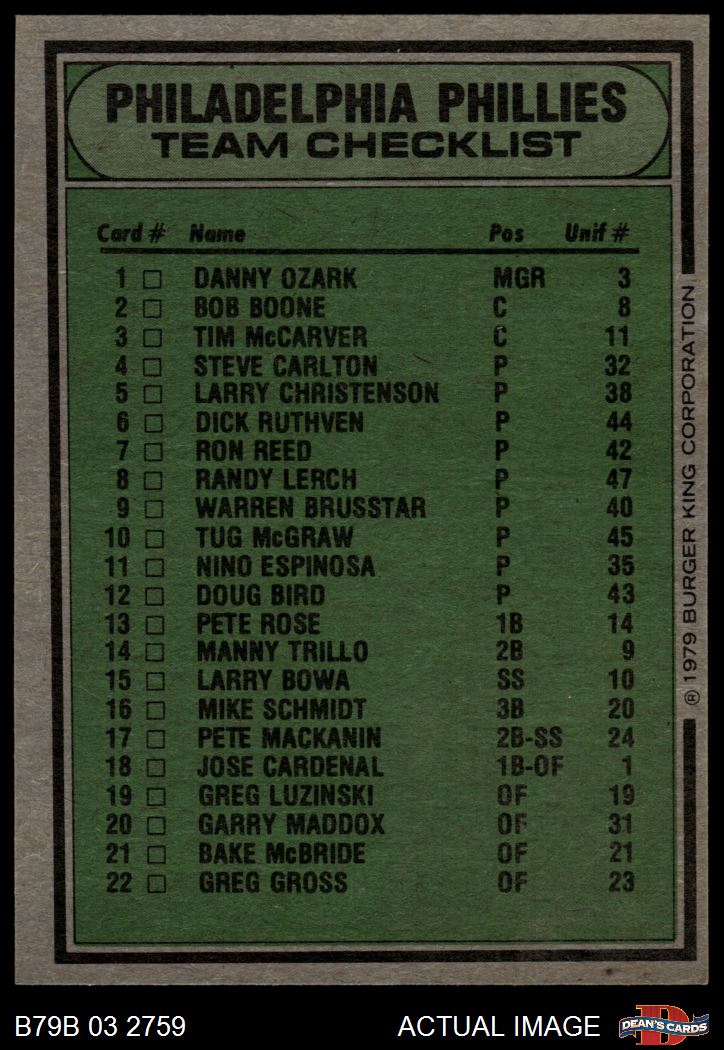 PHILADELPHIA PHILLIES
TEAM CHECKLIST
Card # Name Pos Unif #
1 DANNY OZARK MGR 3
2 BOB BOONE C 8
3 TIM McCARVER C 11
4 STEVE CARLTON P 32
5 LARRY CHRISTENSON P 38
6 DICK RUTHVEN P 44
7 RON REED P 42
8 RANDY LERCH P 47
9 WARREN BRUSSTAR P 40
10 TUG McGRAW P 45
11 NINO ESPINOSA P 35
12 DOUG BIRD P 43
13 PETE ROSE 1B 14
14 MANNY TRILLO 2B 9
15 LARRY BOWA SS 10
16 MIKE SCHMIDT 3B 20
17 PETE MACKANIN 2B-SS 24
18 JOSE CARDENAL 1B-OF 1
19 GREG LUZINSKI OF 19
20 GARRY MADDOX OF 31
21 BAKE McBRIDE OF 21
22 GREG GROSS OF 23
® 1979 BURGER KING CORPORATION
B79B 03 2759 ACTUAL IMAGE
DEAN'S CARDS